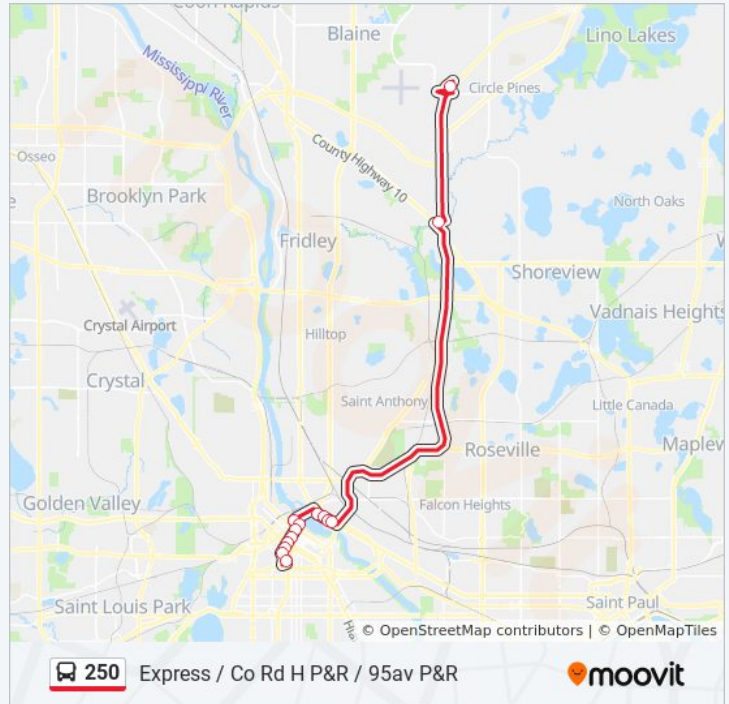 Coon Rapids
Blaine
Lino Lakes
Mississippi River
Circle Pines
Osseo
County Highway 10
Brooklyn Park
North Oaks
Fridley
Shoreview
Vadnais Heights
Crystal Airport
Hilltop
Crystal
Saint Anthony
Little Canada
Roseville
Maplew
Golden Valley
Falcon Heights
Saint Louis Park
Saint Paul
Hia
© OpenStreetMap contributors | © OpenMapTiles
250 Express / Co Rd H P&R / 95av P&R
moovit